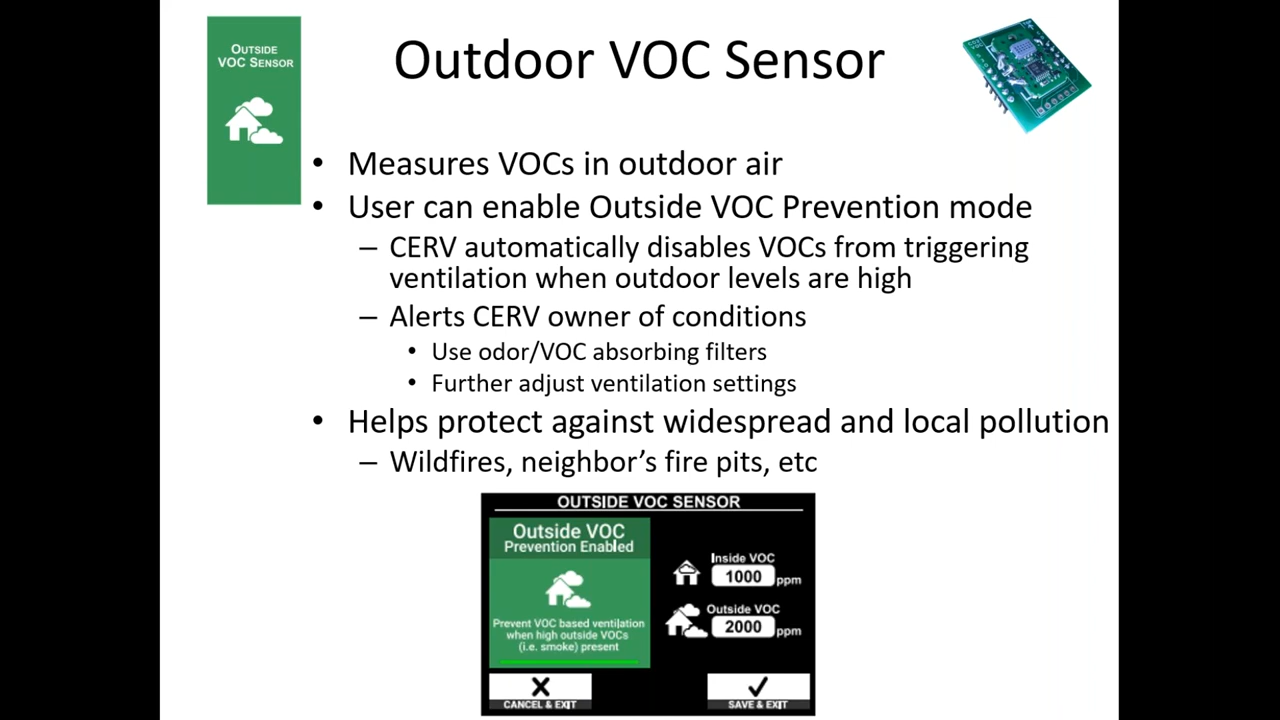 OUTSIDE
VOC SENSOR
Outdoor VOC Sensor
• Measures VOCs in outdoor air
• User can enable Outside VOC Prevention mode
– CERV automatically disables VOCs from triggering
ventilation when outdoor levels are high
– Alerts CERV owner of conditions
• Use odor/VOC absorbing filters
• Further adjust ventilation settings
• Helps protect against widespread and local pollution
– Wildfires, neighbor’s fire pits, etc
OUTSIDE VOC SENSOR
Outside VOC
Prevention Enabled
Prevent VOC based ventilation
when high outside VOCs
(i.e. smoke) present
Inside VOC
1000 ppm
Outside VOC
2000 ppm
CANCEL & EXIT
SAVE & EXIT